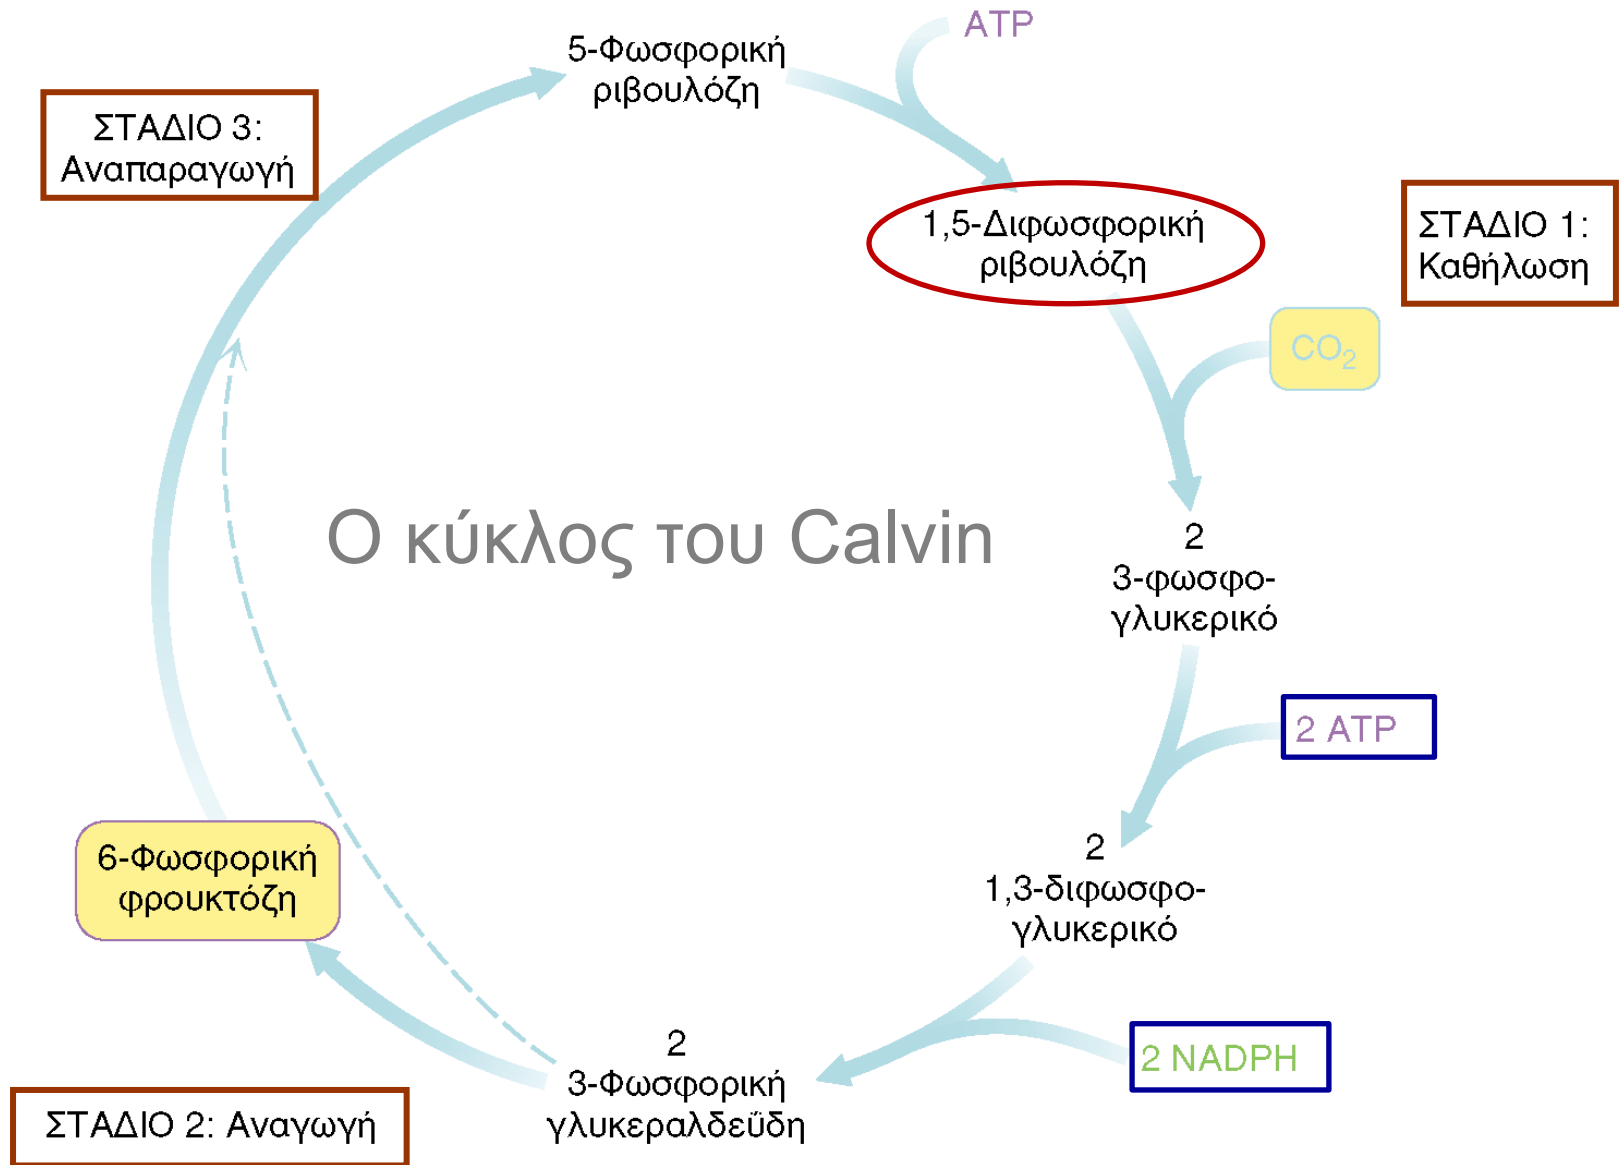 ATP
5-Φωσφορική
ριβουλόζη
ΣΤΑΔΙΟ 3:
Αναπαραγωγή
1,5-Διφωσφορική
ριβουλόζη
ΣΤΑΔΙΟ 1:
Καθήλωση
CO₂
Ο κύκλος του Calvin
2
3-φωσφο-
γλυκερικό
2 ATP
2
1,3-διφωσφο-
γλυκερικό
6-Φωσφορική
φρουκτόζη
2 NADPH
2
3-Φωσφορική
γλυκεραλδεΰδη
ΣΤΑΔΙΟ 2: Αναγωγή